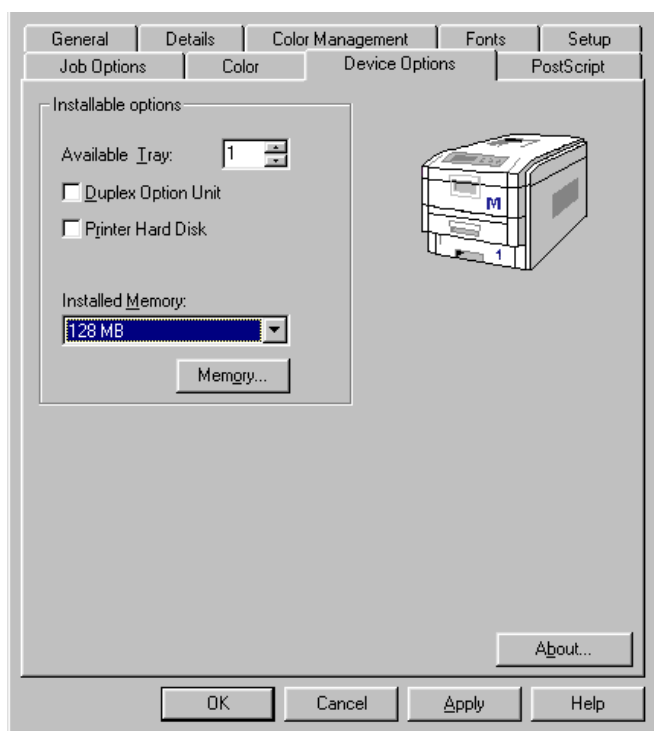 General Details Color Management Fonts Setup
Job Options Color Device Options PostScript
Installable options
Available Tray: 1
Duplex Option Unit
Printer Hard Disk
M
1
Installed Memory:
128 MB
Memory...
About...
OK Cancel Apply Help